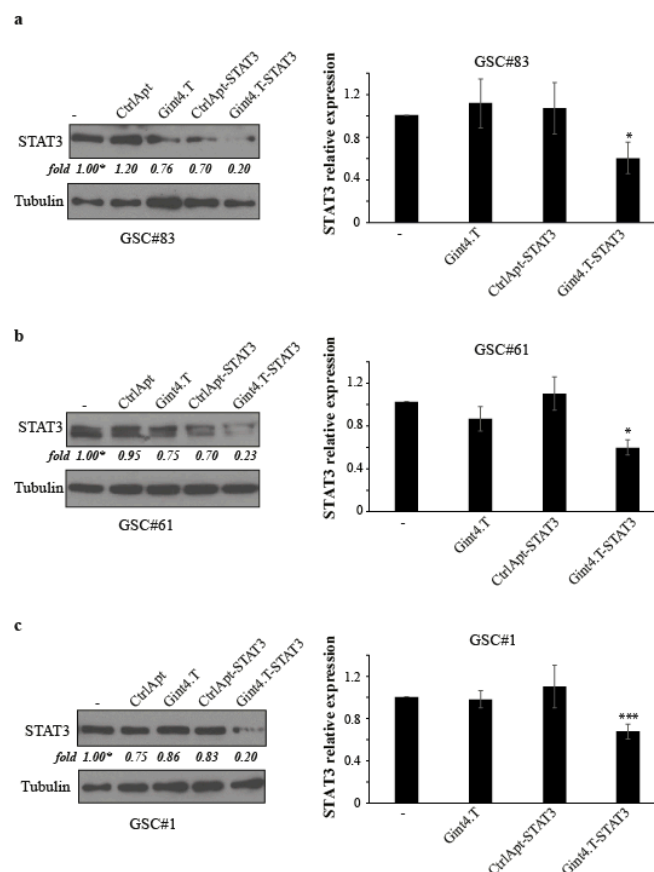 a
- CtrlApt Gint4.T CtrlApt-STAT3 Gint4.T-STAT3
STAT3
fold 1.00* 1.20 0.76 0.70 0.20
Tubulin
GSC#83
GSC#83
STAT3 relative expression
1.2
0.8
0.4
0
*
- Gint4.T CtrlApt-STAT3 Gint4.T-STAT3
b
- CtrlApt Gint4.T CtrlApt-STAT3 Gint4.T-STAT3
STAT3
fold 1.00* 0.95 0.75 0.70 0.23
Tubulin
GSC#61
GSC#61
STAT3 relative expression
1.2
0.8
0.4
0
*
- Gint4.T CtrlApt-STAT3 Gint4.T-STAT3
c
- CtrlApt Gint4.T CtrlApt-STAT3 Gint4.T-STAT3
STAT3
fold 1.00* 0.75 0.86 0.83 0.20
Tubulin
GSC#1
GSC#1
STAT3 relative expression
1.2
0.8
0.4
0
***
- Gint4.T CtrlApt-STAT3 Gint4.T-STAT3